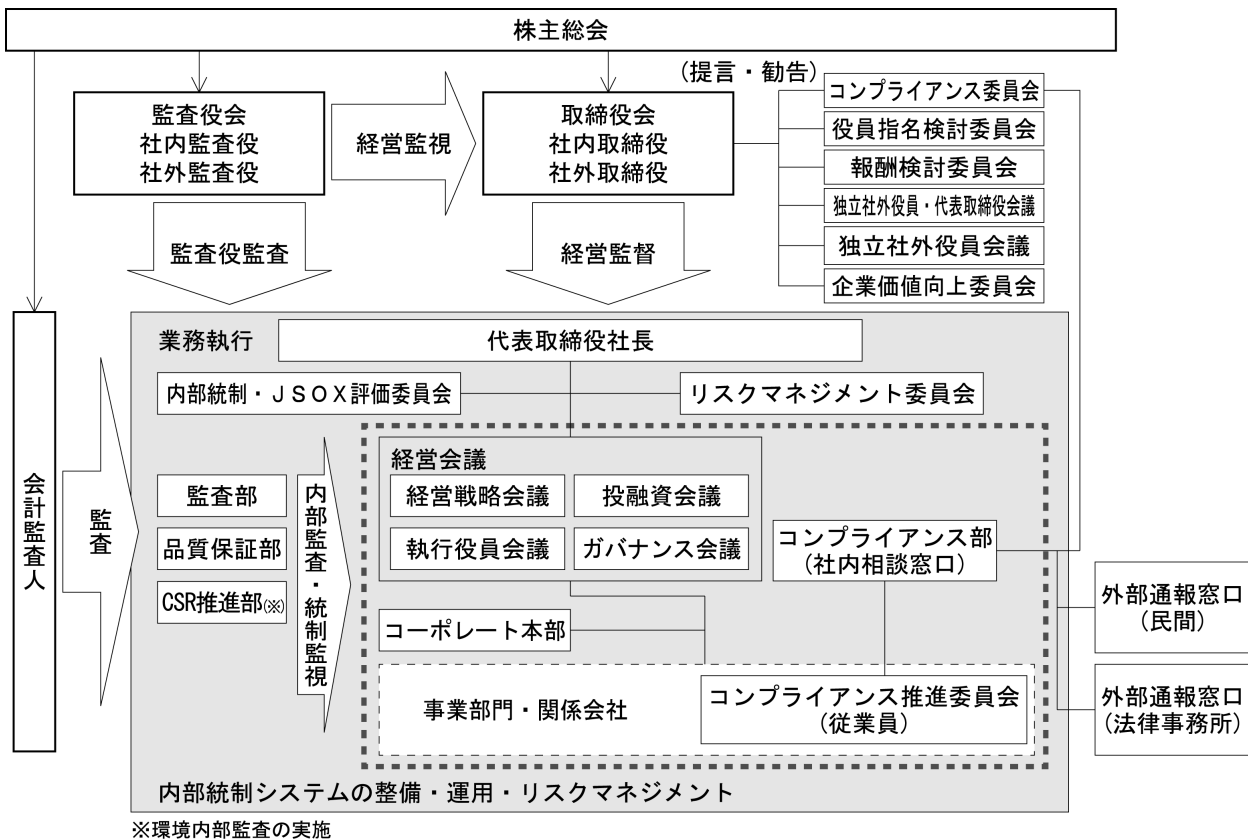 株主総会
(提言・勧告)
監査役会
社内監査役
社外監査役
経営監視
取締役会
社内取締役
社外取締役
コンプライアンス委員会
役員指名検討委員会
報酬検討委員会
独立社外役員・代表取締役会議
独立社外役員会議
企業価値向上委員会
監査役監査
経営監督
会計監査人
監査
業務執行
代表取締役社長
内部統制・JSOX評価委員会
リスクマネジメント委員会
監査部
品質保証部
CSR推進部(※)
内部監査・統制監視
経営会議
経営戦略会議
投融資会議
執行役員会議
ガバナンス会議
コンプライアンス部
(社内相談窓口)
コーポレート本部
事業部門・関係会社
コンプライアンス推進委員会
(従業員)
外部通報窓口
(民間)
外部通報窓口
(法律事務所)
内部統制システムの整備・運用・リスクマネジメント
※環境内部監査の実施